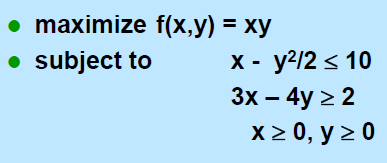 • maximize f(x,y) = xy
• subject to x - y²/2 ≤ 10
3x – 4y ≥ 2
x ≥ 0, y ≥ 0